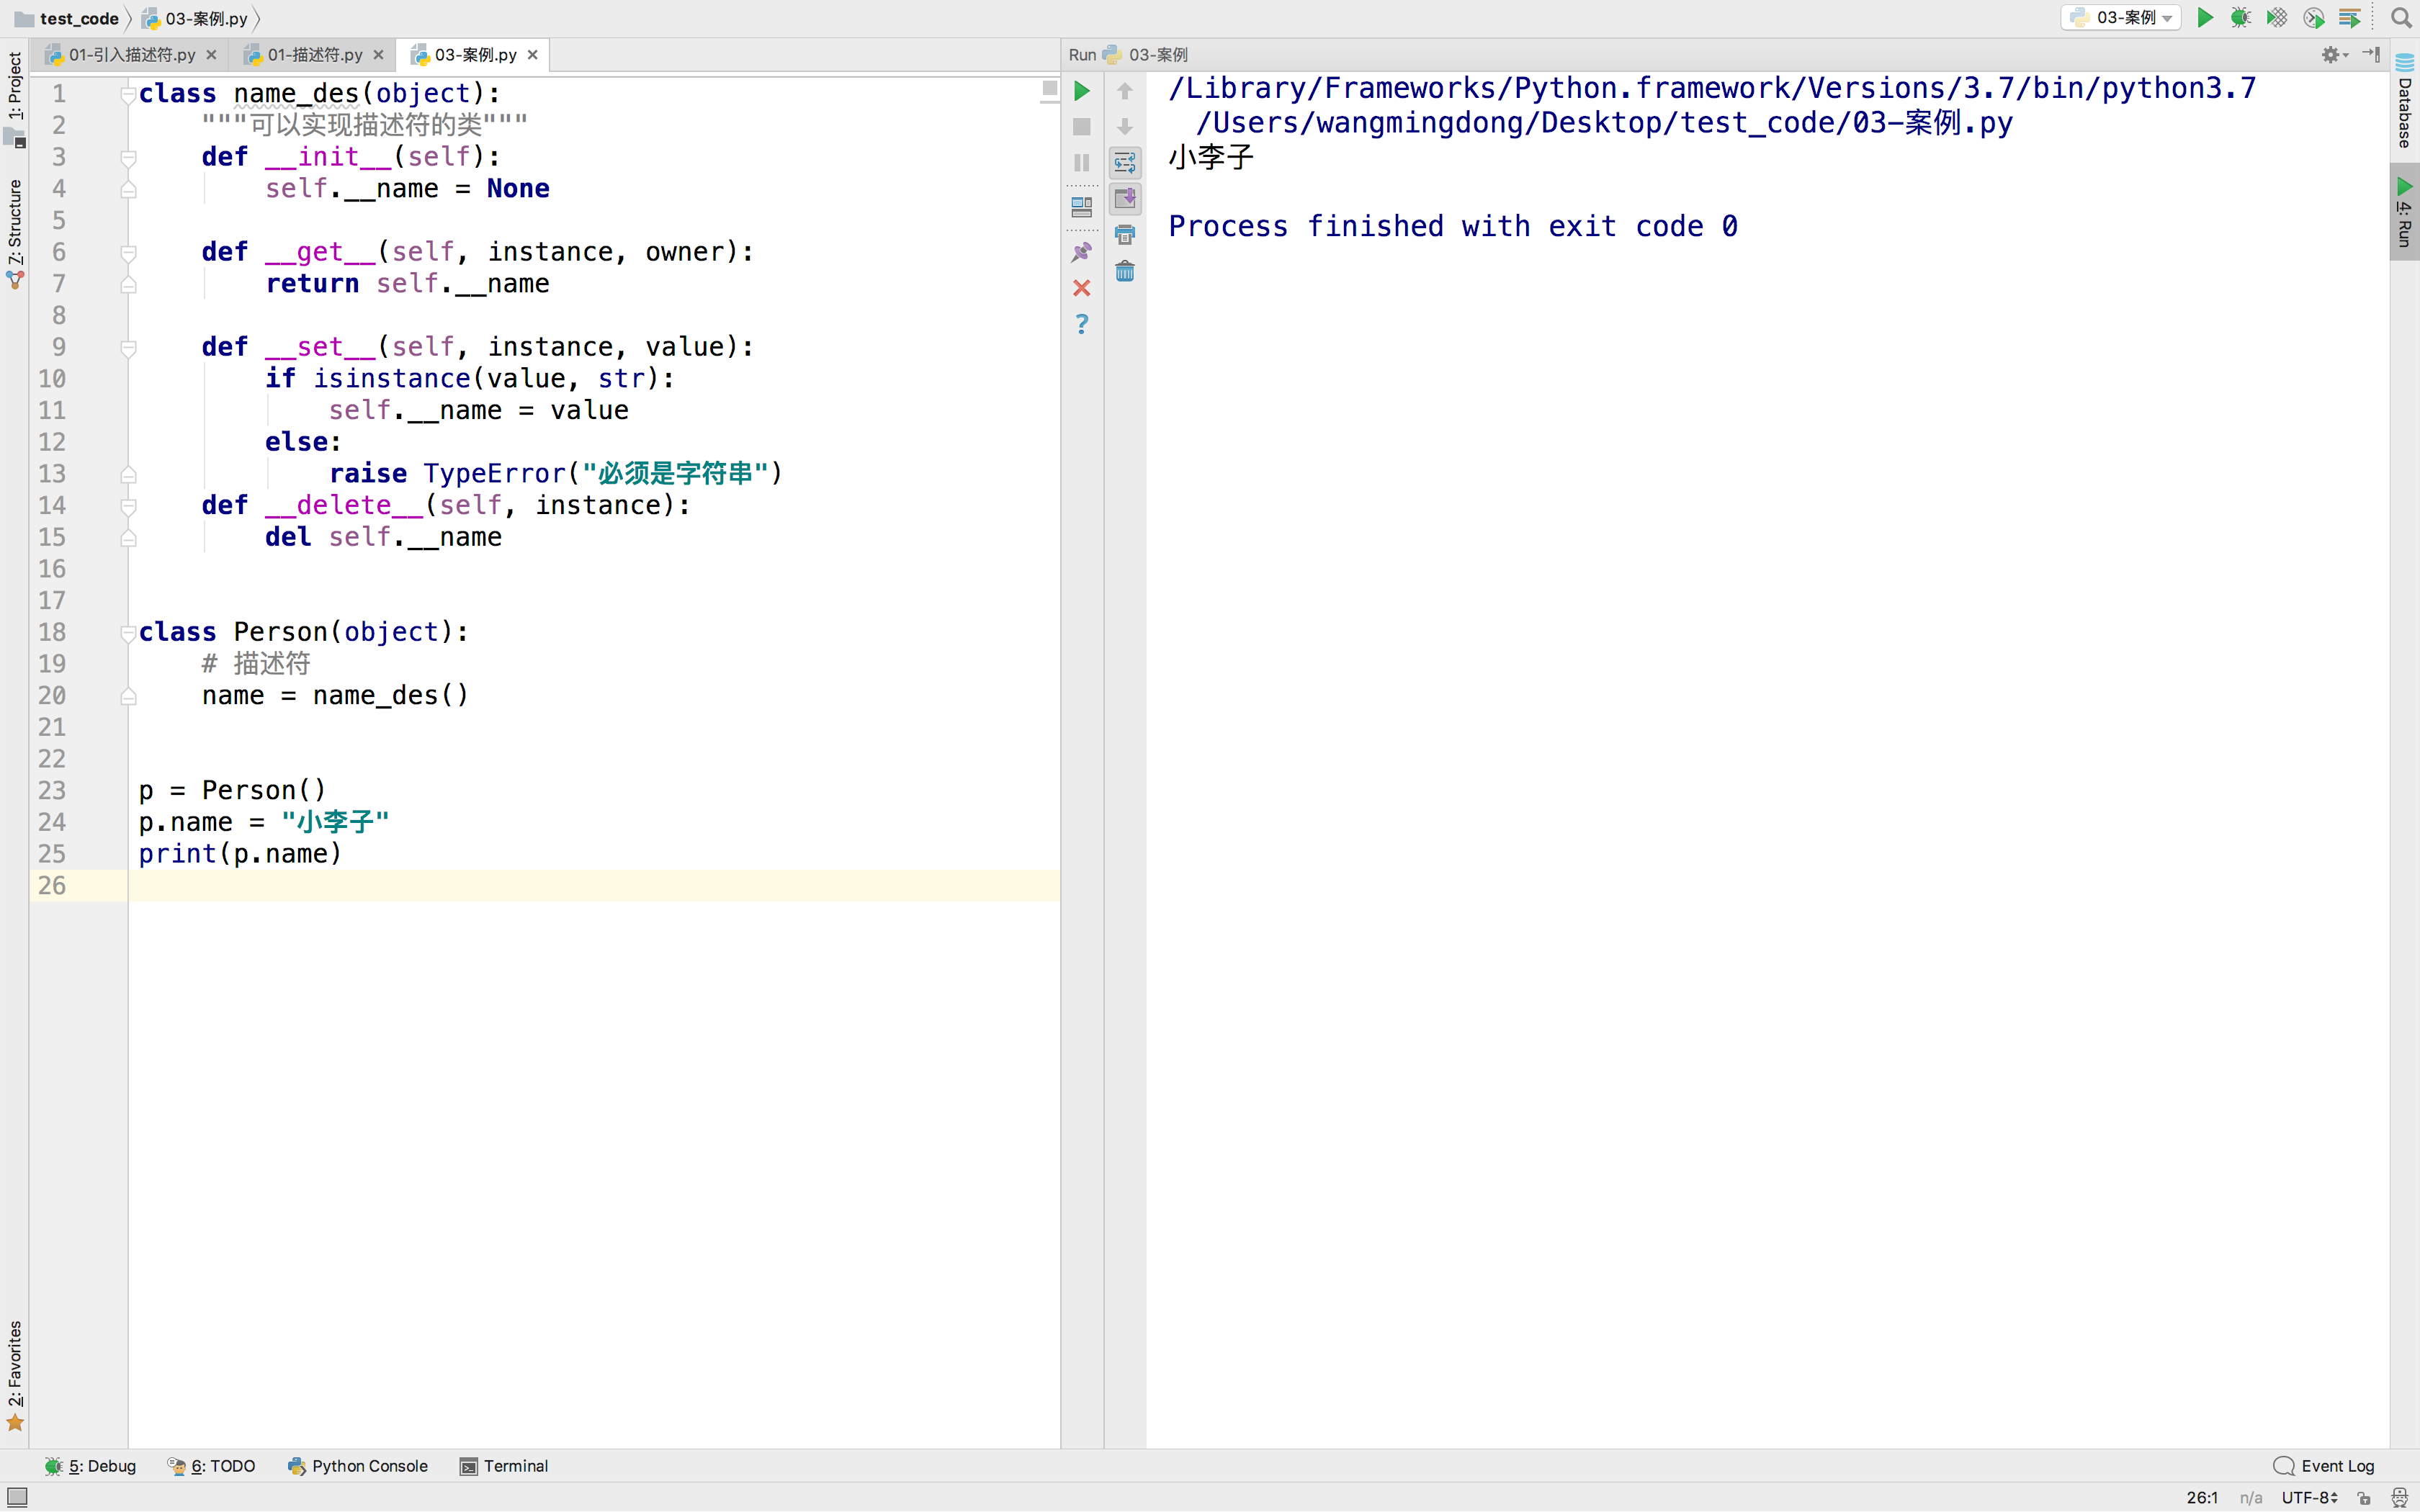 test_code 03-案例.py 03-案例
01-引入描述符.py 01-描述符.py 03-案例.py
1: Project
7: Structure
2: Favorites
1 class name_des(object):
2     """可以实现描述符的类"""
3     def __init__(self):
4         self.__name = None
5
6     def __get__(self, instance, owner):
7         return self.__name
8
9     def __set__(self, instance, value):
10         if isinstance(value, str):
11             self.__name = value
12         else:
13             raise TypeError("必须是字符串")
14     def __delete__(self, instance):
15         del self.__name
16
17
18 class Person(object):
19     # 描述符
20     name = name_des()
21
22
23 p = Person()
24 p.name = "小李子"
25 print(p.name)
26
Run 03-案例
/Library/Frameworks/Python.framework/Versions/3.7/bin/python3.7
/Users/wangmingdong/Desktop/test_code/03-案例.py
小李子
Process finished with exit code 0
Database
4: Run
5: Debug 6: TODO Python Console Terminal Event Log
26:1 n/a UTF-8